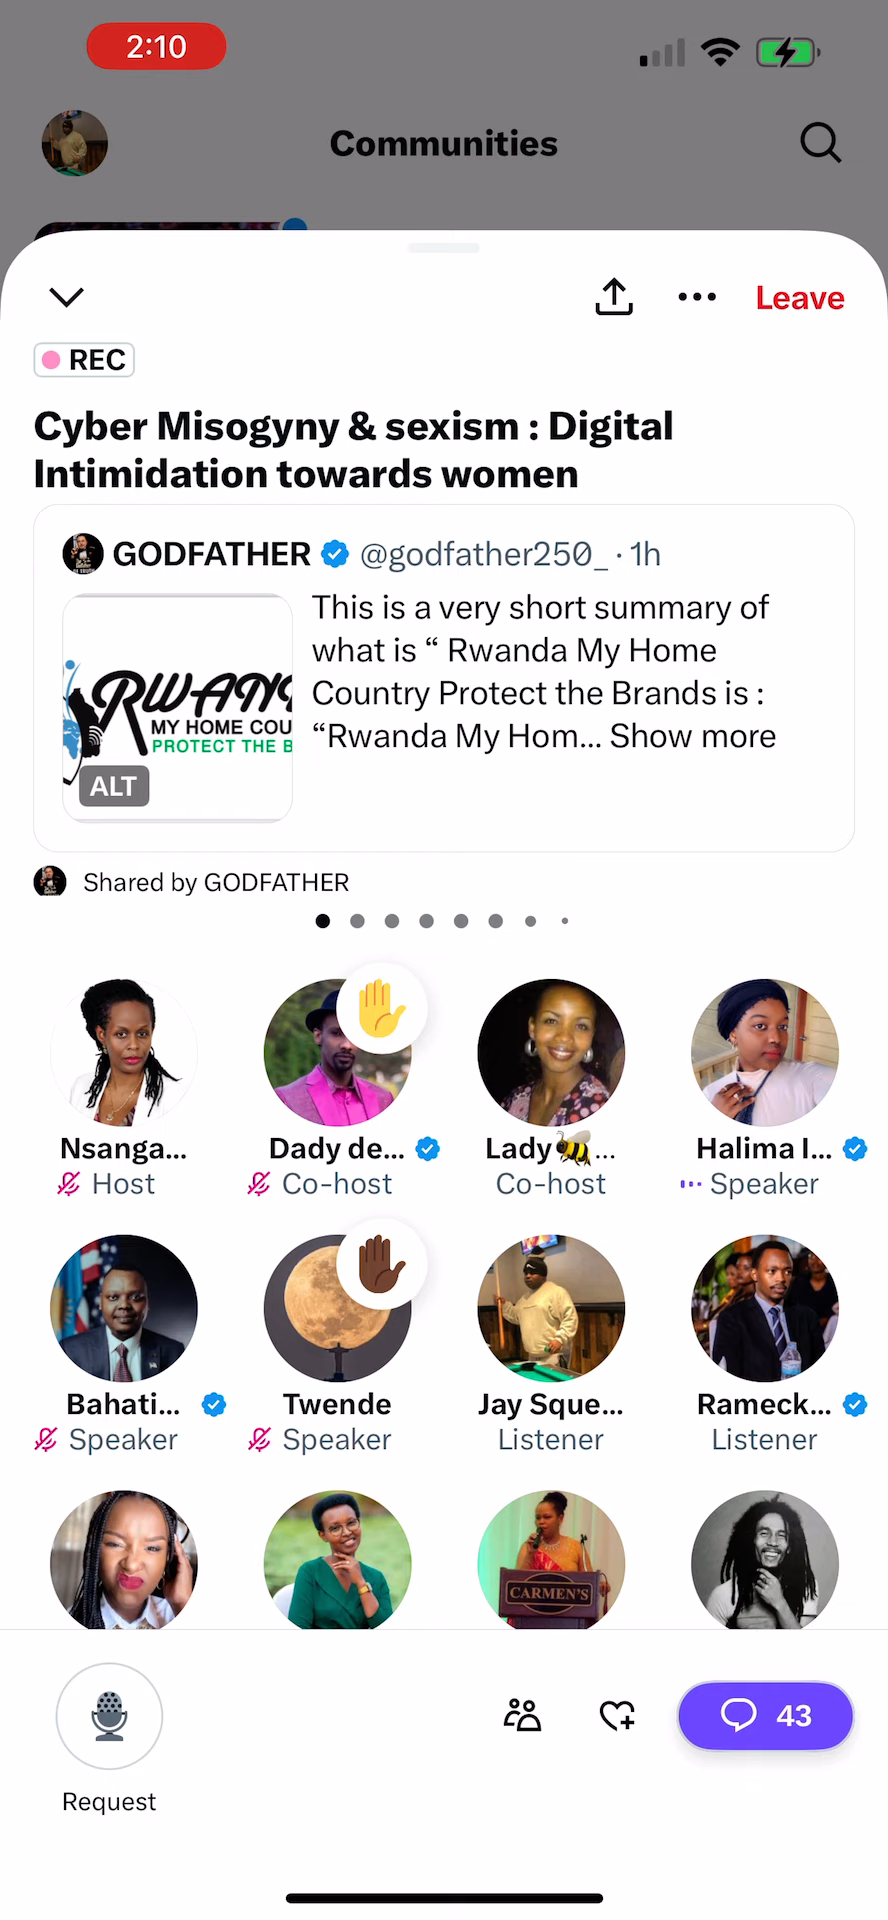 2:10
Communities
Leave
REC
Cyber Misogyny & sexism : Digital
Intimidation towards women
GODFATHER @godfather250_ · 1h
This is a very short summary of
what is “ Rwanda My Home
Country Protect the Brands is :
“Rwanda My Hom... Show more
RWAN
MY HOME COU
PROTECT THE B
ALT
Shared by GODFATHER
Nsanga... Dady de... Lady🐝... Halima I...
Host Co-host Co-host Speaker
Bahati... Twende Jay Sque... Rameck...
Speaker Speaker Listener Listener
CARMEN'S
43
Request